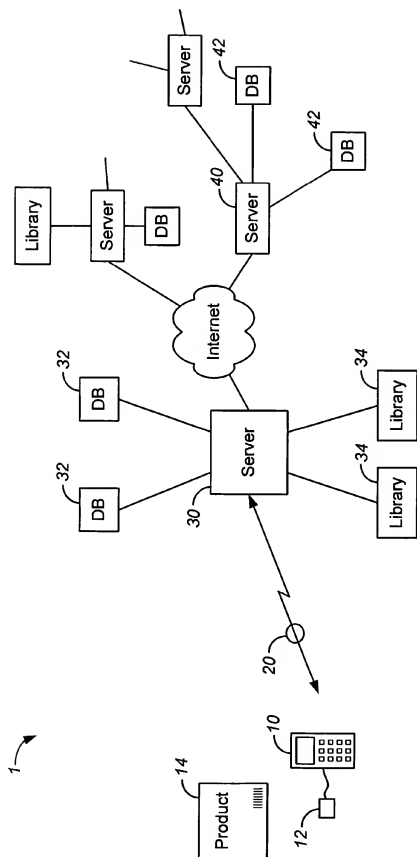 1
14
Product
10
12
20
30
Server
32
DB
32
DB
34
Library
34
Library
Internet
Library
Server
DB
40
Server
42
DB
42
DB
Server